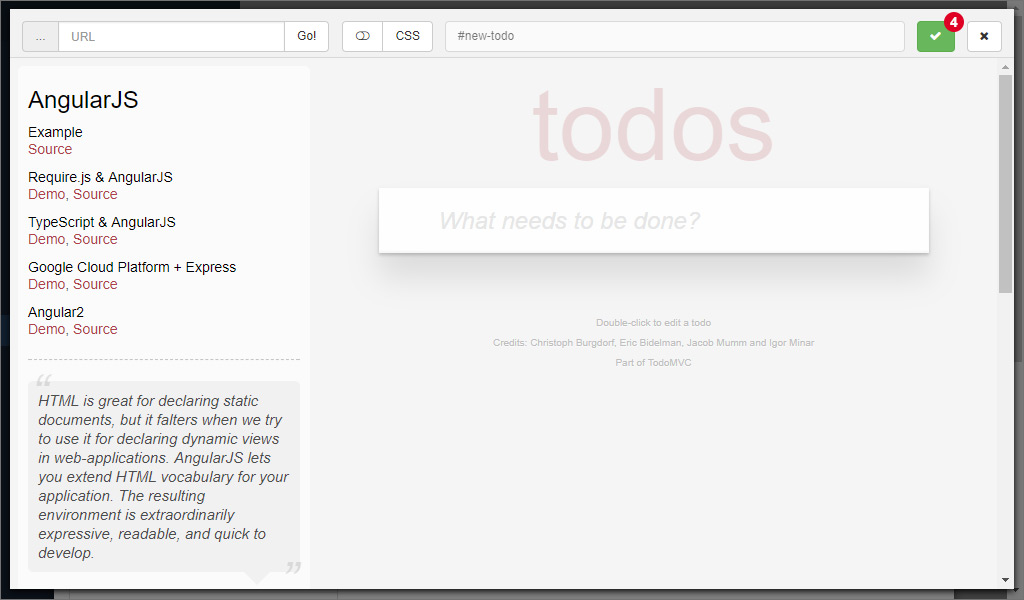 ... URL Go! CSS #new-todo 4
AngularJS
Example
Source
Require.js & AngularJS
Demo, Source
TypeScript & AngularJS
Demo, Source
Google Cloud Platform + Express
Demo, Source
Angular2
Demo, Source
“
HTML is great for declaring static
documents, but it falters when we try
to use it for declaring dynamic views
in web-applications. AngularJS lets
you extend HTML vocabulary for your
application. The resulting
environment is extraordinarily
expressive, readable, and quick to
develop.
”
todos
What needs to be done?
Double-click to edit a todo
Credits: Christoph Burgdorf, Eric Bidelman, Jacob Mumm and Igor Minar
Part of TodoMVC